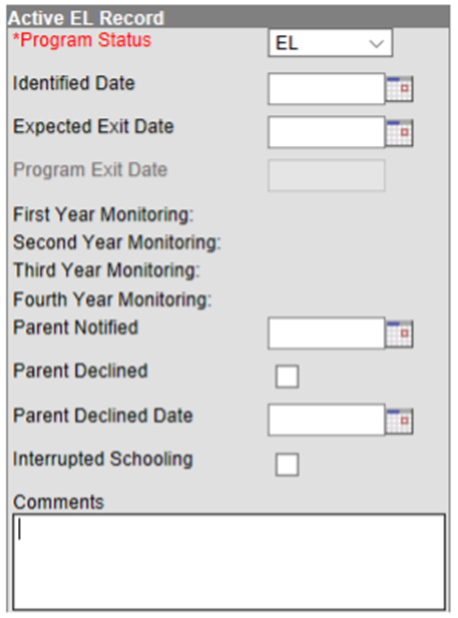 Active EL Record
*Program Status
EL
Identified Date
Expected Exit Date
Program Exit Date
First Year Monitoring:
Second Year Monitoring:
Third Year Monitoring:
Fourth Year Monitoring:
Parent Notified
Parent Declined
Parent Declined Date
Interrupted Schooling
Comments